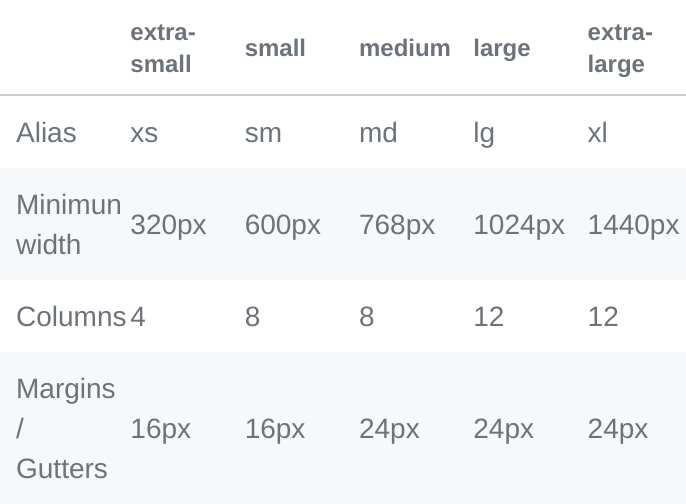 extra-small small medium large extra-large
Alias xs sm md lg xl
Minimun width 320px 600px 768px 1024px 1440px
Columns 4 8 8 12 12
Margins / Gutters 16px 16px 24px 24px 24px